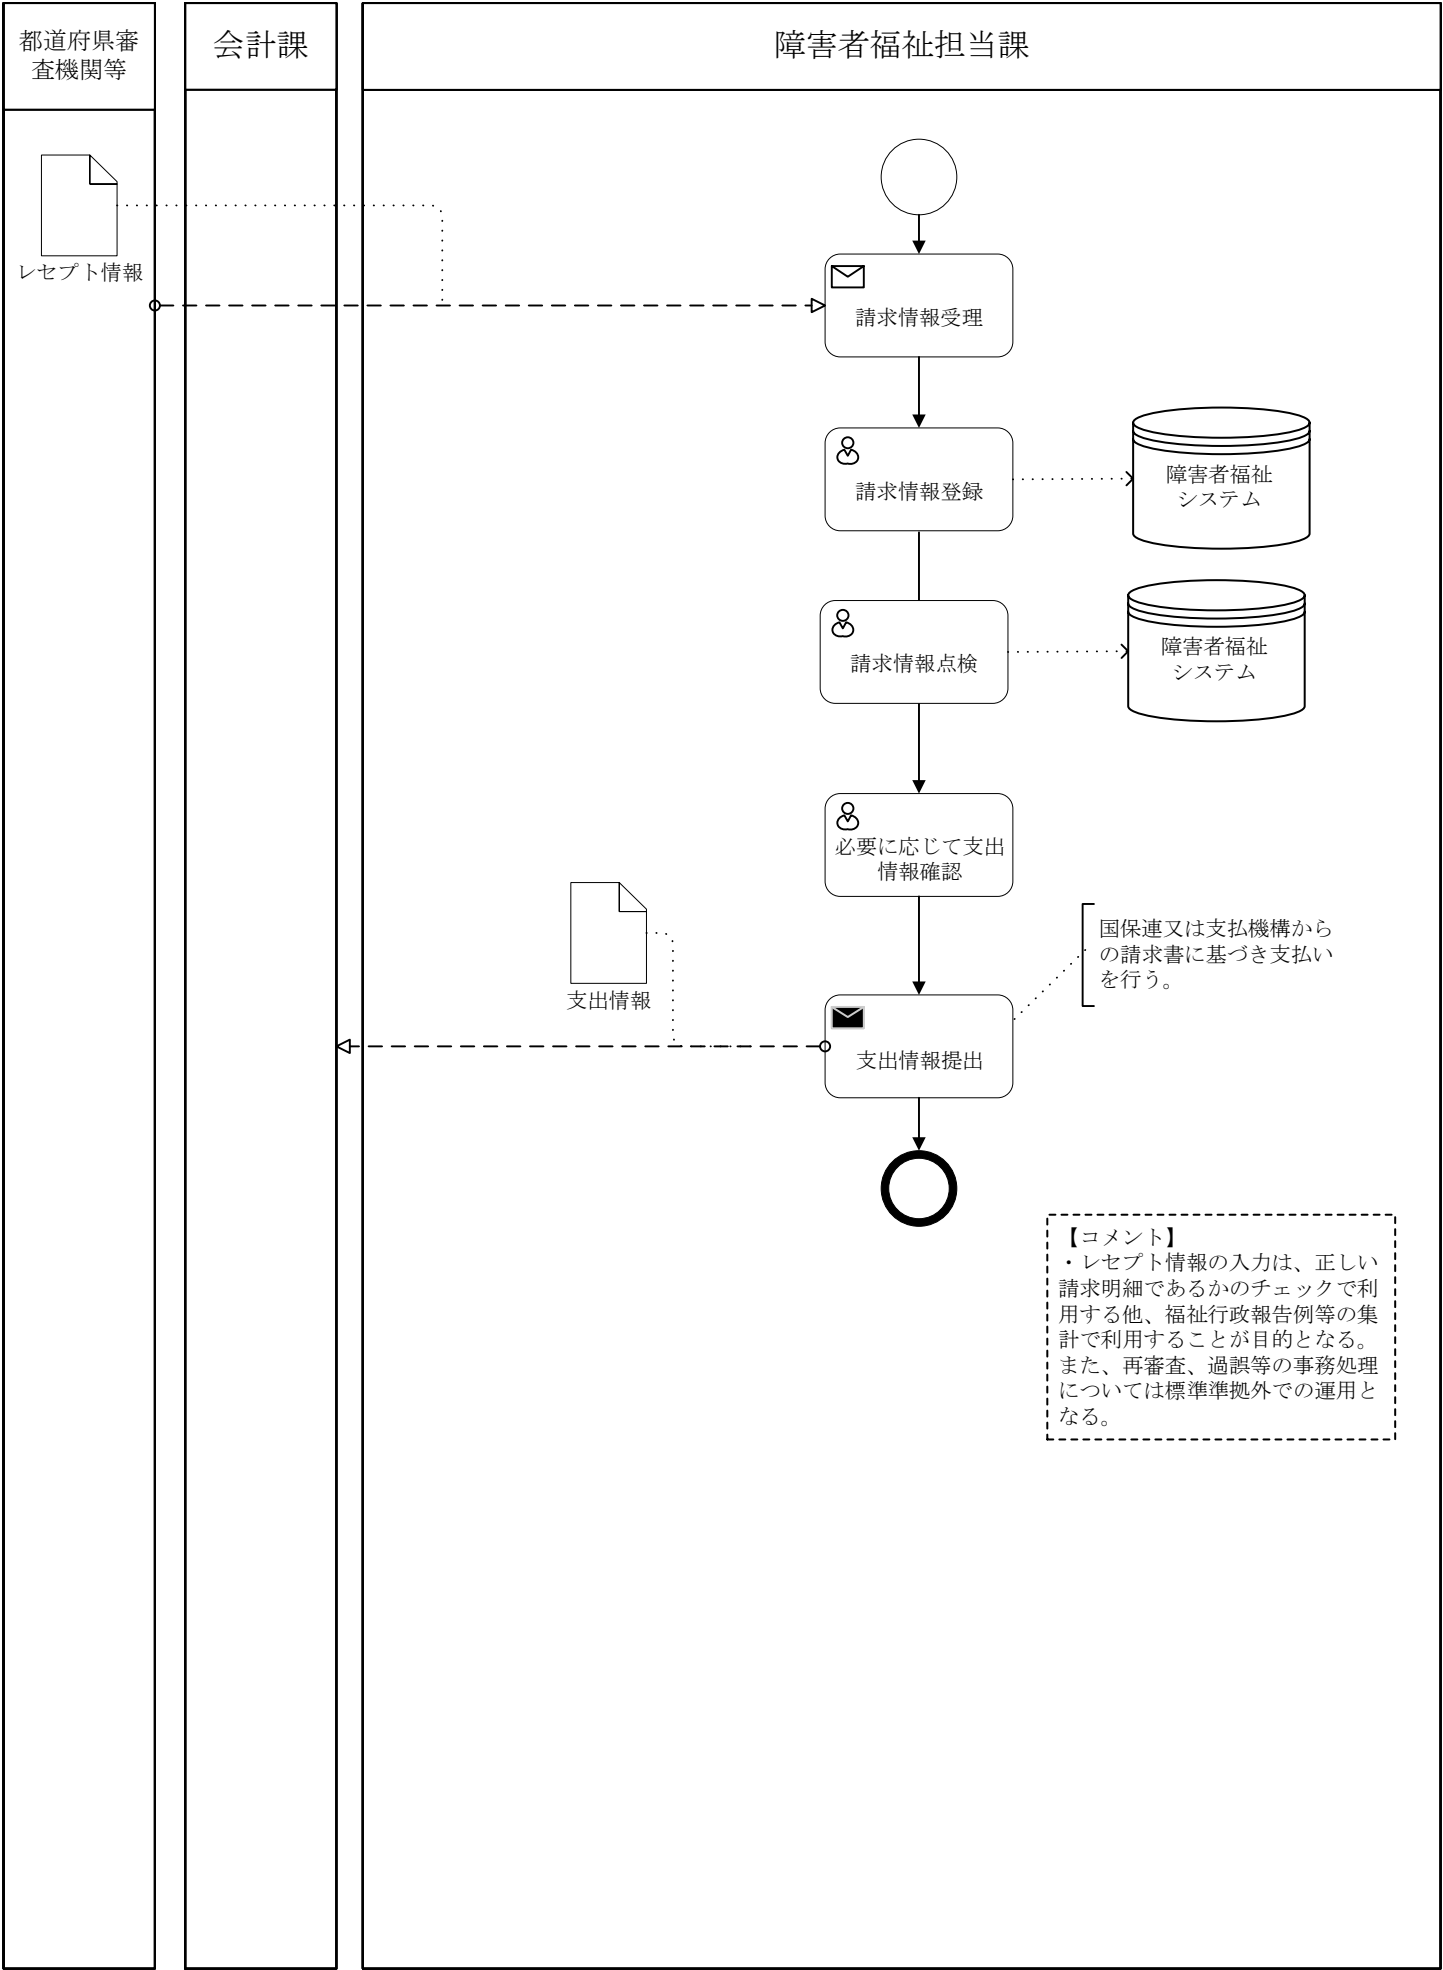 都道府県審
査機関等
会計課
障害者福祉担当課
レセプト情報
請求情報受理
請求情報登録
障害者福祉
システム
請求情報点検
障害者福祉
システム
必要に応じて支出
情報確認
支出情報
国保連又は支払機構から
の請求書に基づき支払い
を行う。
支出情報提出
【コメント】
・レセプト情報の入力は、正しい
請求明細であるかのチェックで利
用する他、福祉行政報告例等の集
計で利用することが目的となる。
また、再審査、過誤等の事務処理
については標準準拠外での運用と
なる。